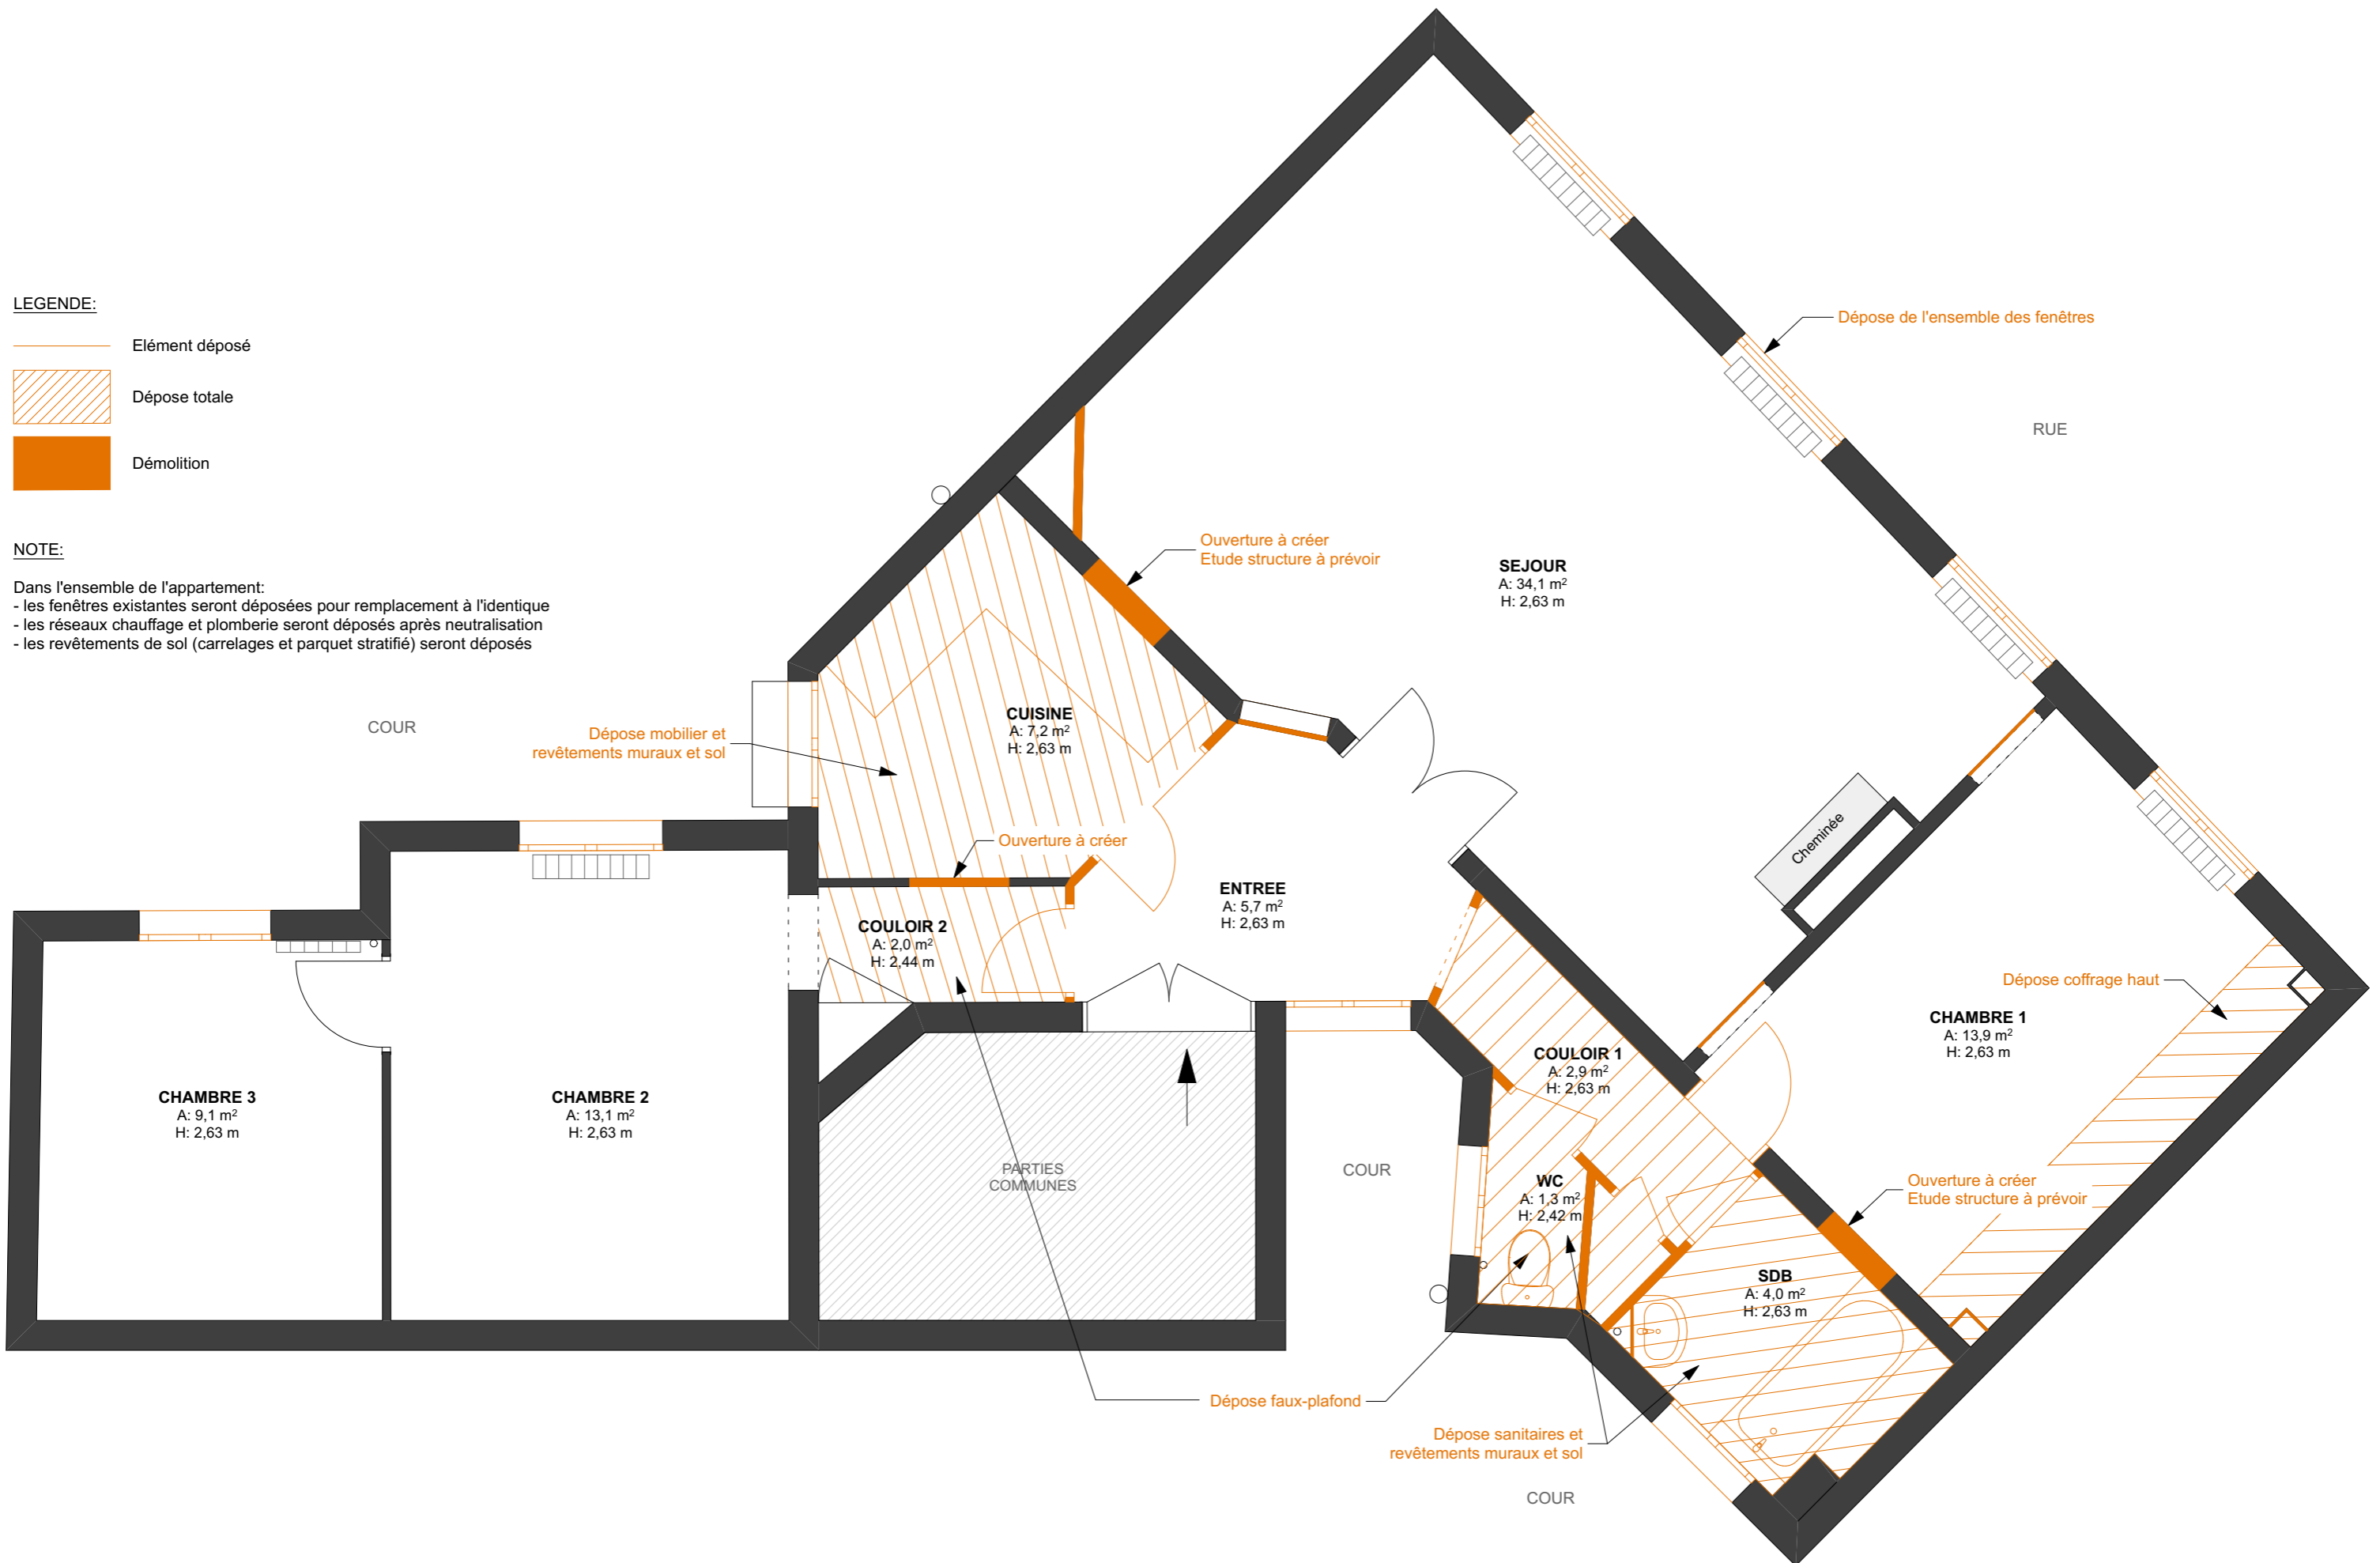 LEGENDE:
Elément déposé
Dépose totale
Démolition
NOTE:
Dans l'ensemble de l'appartement:
- les fenêtres existantes seront déposées pour remplacement à l'identique
- les réseaux chauffage et plomberie seront déposés après neutralisation
- les revêtements de sol (carrelages et parquet stratifié) seront déposés
Dépose de l'ensemble des fenêtres
RUE
Ouverture à créer
Etude structure à prévoir
SEJOUR
A: 34,1 m²
H: 2,63 m
COUR
Dépose mobilier et
revêtements muraux et sol
CUISINE
A: 7,2 m²
H: 2,63 m
Ouverture à créer
Cheminée
ENTREE
A: 5,7 m²
H: 2,63 m
COULOIR 2
A: 2,0 m²
H: 2,44 m
Dépose coffrage haut
CHAMBRE 1
A: 13,9 m²
H: 2,63 m
COULOIR 1
A: 2,9 m²
H: 2,63 m
CHAMBRE 3
A: 9,1 m²
H: 2,63 m
CHAMBRE 2
A: 13,1 m²
H: 2,63 m
PARTIES
COMMUNES
COUR
WC
A: 1,3 m²
H: 2,42 m
Ouverture à créer
Etude structure à prévoir
SDB
A: 4,0 m²
H: 2,63 m
Dépose faux-plafond
Dépose sanitaires et
revêtements muraux et sol
COUR